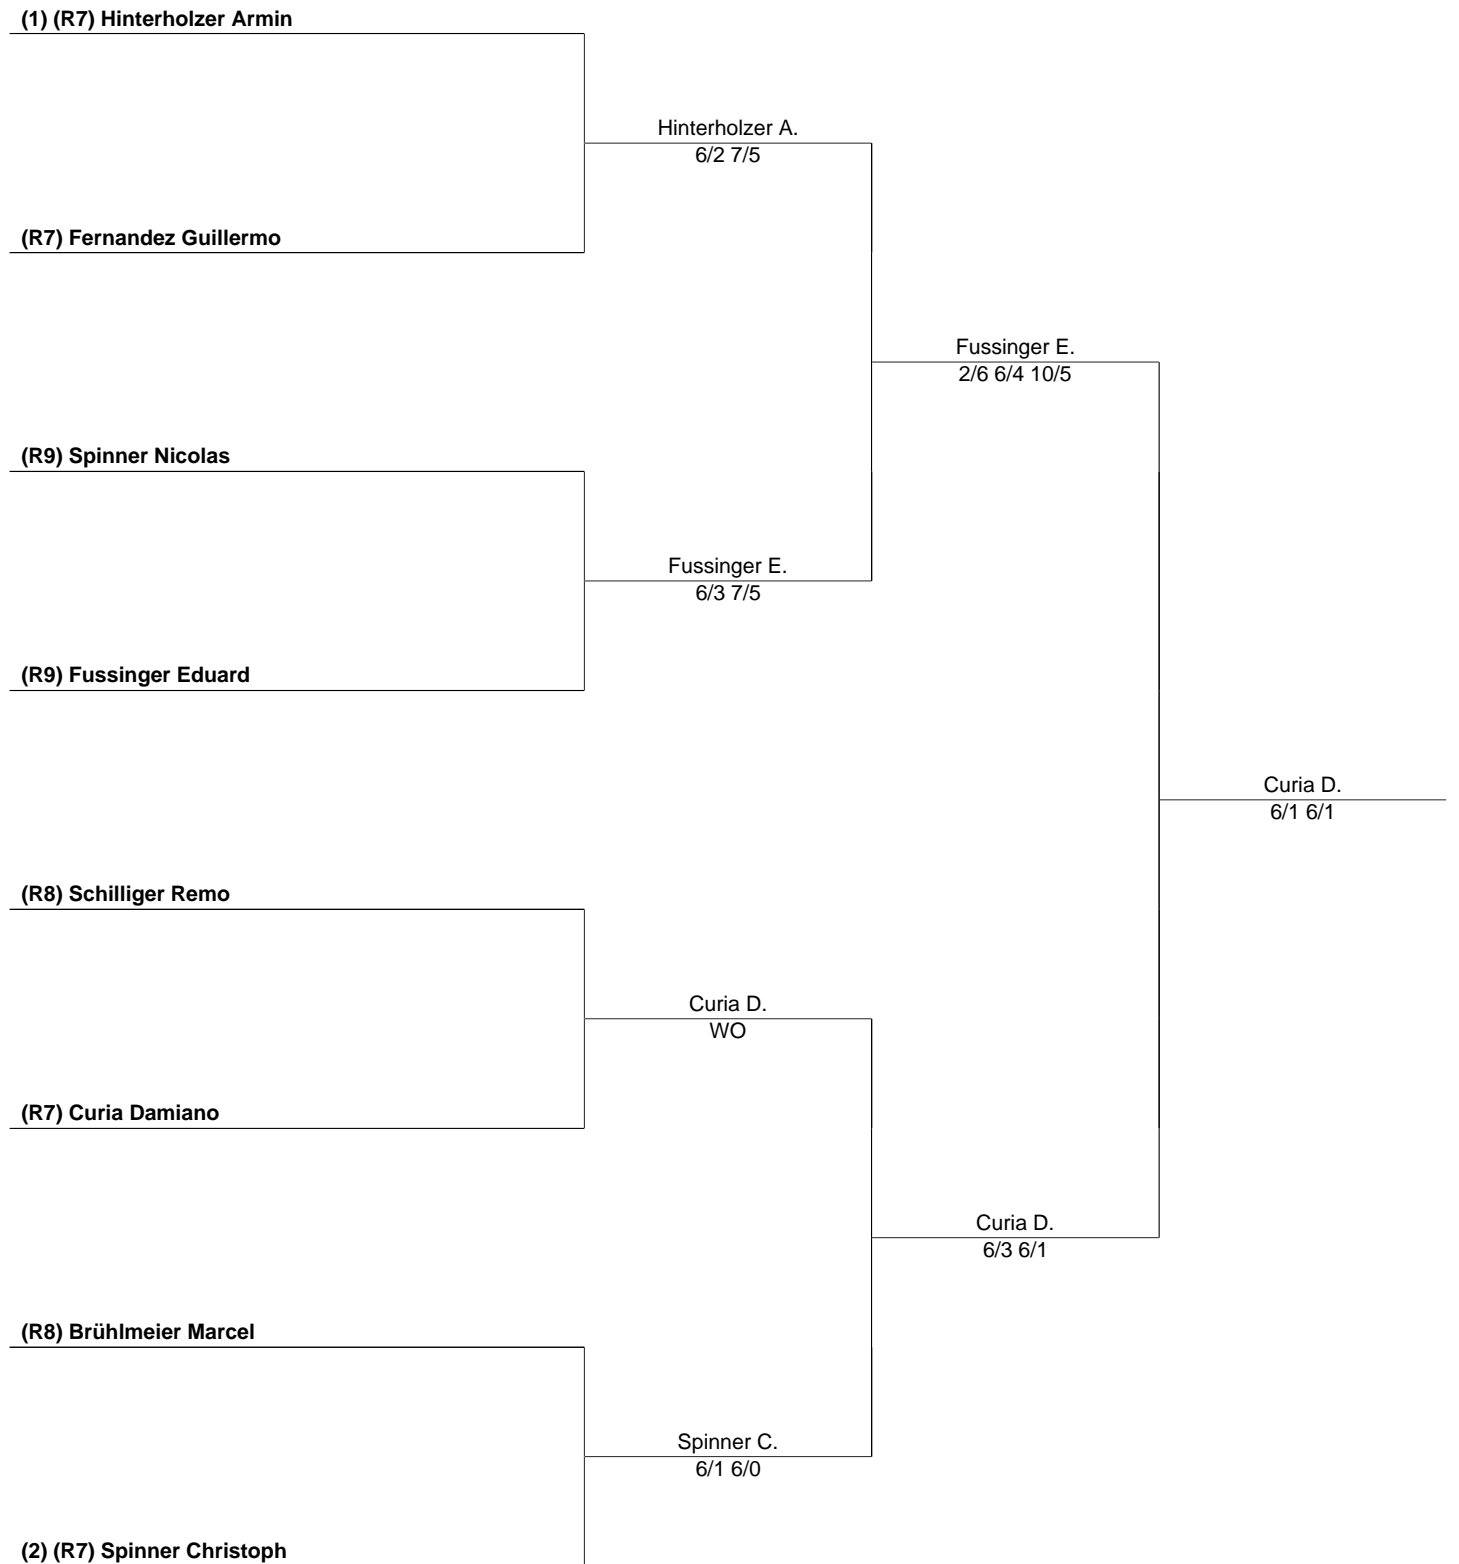 (1) (R7) Hinterholzer Armin
Hinterholzer A.
6/2 7/5
(R7) Fernandez Guillermo
Fussinger E.
2/6 6/4 10/5
(R9) Spinner Nicolas
Fussinger E.
6/3 7/5
(R9) Fussinger Eduard
Curia D.
6/1 6/1
(R8) Schilliger Remo
Curia D.
WO
(R7) Curia Damiano
Curia D.
6/3 6/1
(R8) Brühlmeier Marcel
Spinner C.
6/1 6/0
(2) (R7) Spinner Christoph